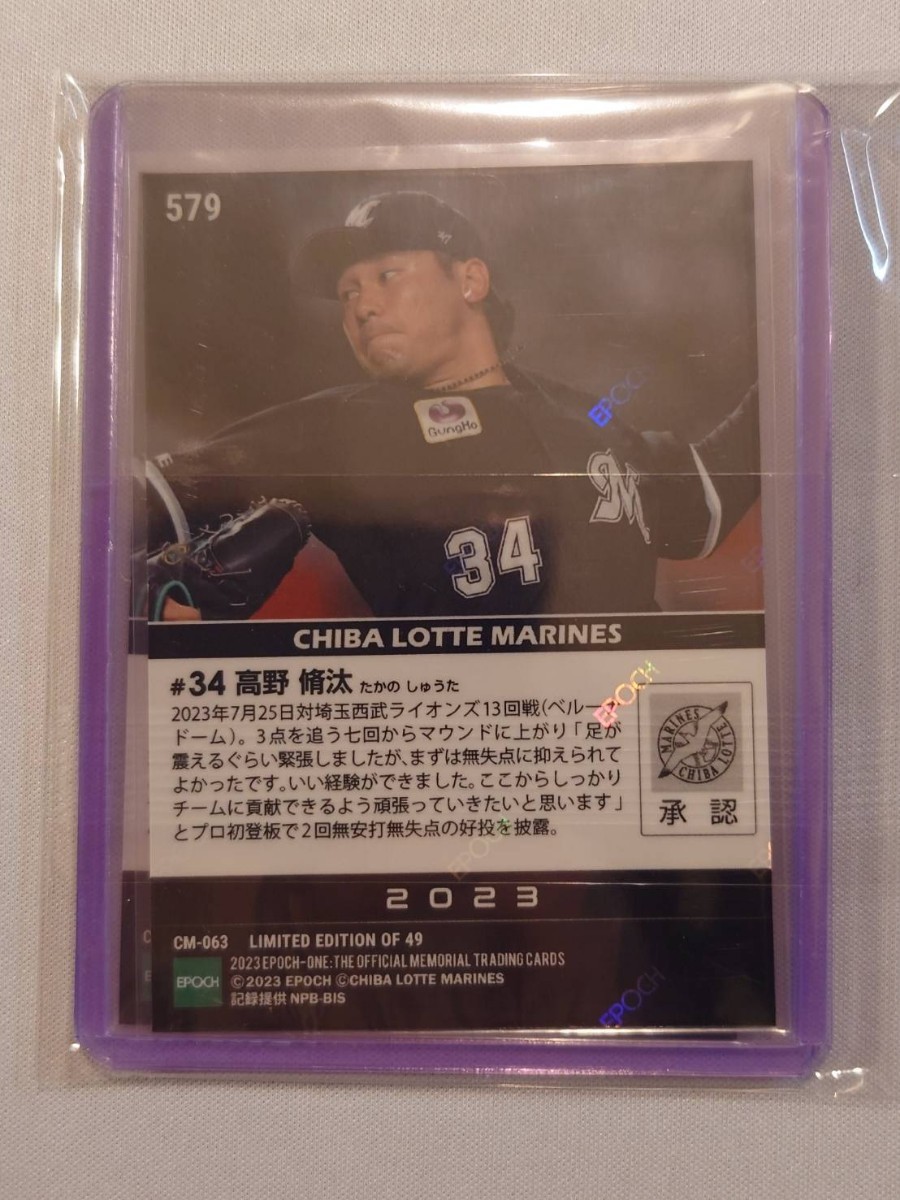 579
GungHo
M
34
CHIBA LOTTE MARINES
#34 高野 脩汰 たかの しゅうた
2023年7月25日対埼玉西武ライオンズ13回戦(ベルーナ
ドーム)。3点を追う七回からマウンドに上がり「足が
震えるぐらい緊張しましたが、まずは無失点に抑えられて
よかったです。いい経験ができました。ここからしっかり
チームに貢献できるよう頑張っていきたいと思います」
とプロ初登板で2回無安打無失点の好投を披露。
MARINES
CHIBA LOTTE
承認
2023
CM-063 LIMITED EDITION OF 49
EPOCH
2023 EPOCH-ONE:THE OFFICIAL MEMORIAL TRADING CARDS
©2023 EPOCH ©CHIBA LOTTE MARINES
記録提供 NPB-BIS
EPOCH
EPOCH
EPOCH
EPOCH